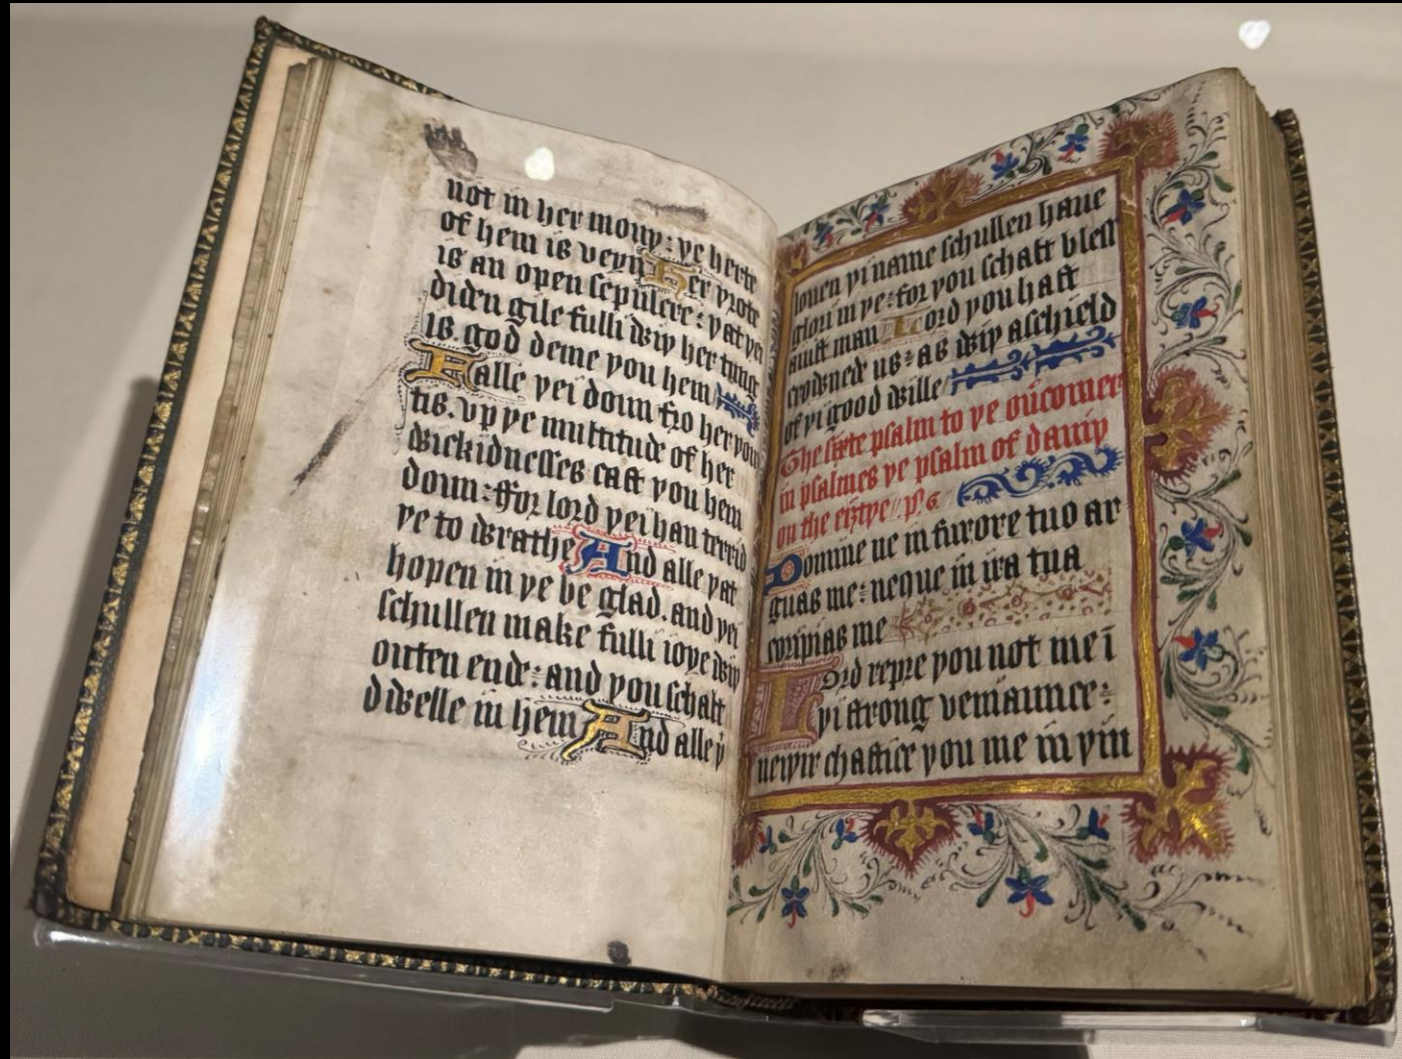 not in her mouþ: þe herte
of hem is veyn Her þrote
is an open sepulcre: þat þei
diden gile fulli wiþ her tung
is. god deme þou hem
Falle þei doun fro her þouȝ
tis. vp þe multitude of her
wickidnesses cast þou hem
doun: ffor lord þei han terrid
þe to wrathe And alle þat
hopen in þe be glad. and þei
schullen make fulli ioye wiþ
outen ende: and þou schalt
dwelle in hem And alle þ
louen þi name schullen haue
glori in þe: for þou schalt bless
a iust man Lord þou hast
crowned us: as wiþ a schield
of þi good wille
The sixte psalm to þe ouercomer
in psalmes þe psalm of dauiþ
on the eiȝtþe ps
Domine ne in furore tuo ar
guas me: neque in ira tua
coripias me
Lord repre þou not me ī
þi strong veniaunce:
neiþir chastice þou me in þin